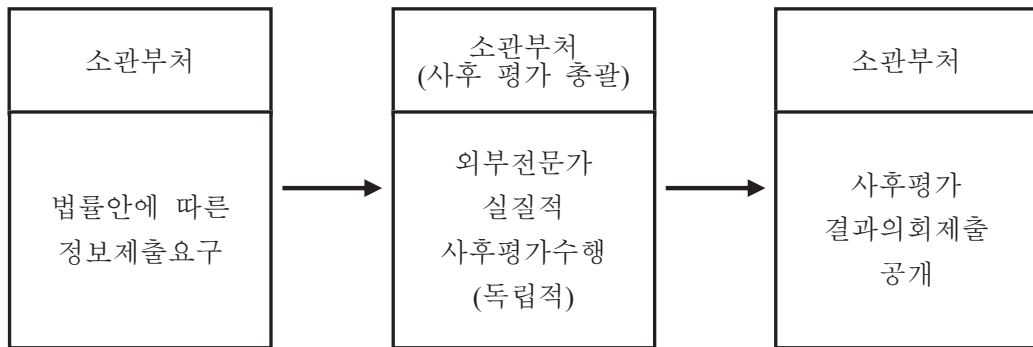 소관부처
법률안에 따른
정보제출요구
소관부처
(사후 평가 총괄)
외부전문가
실질적
사후평가수행
(독립적)
소관부처
사후평가
결과의회제출
공개